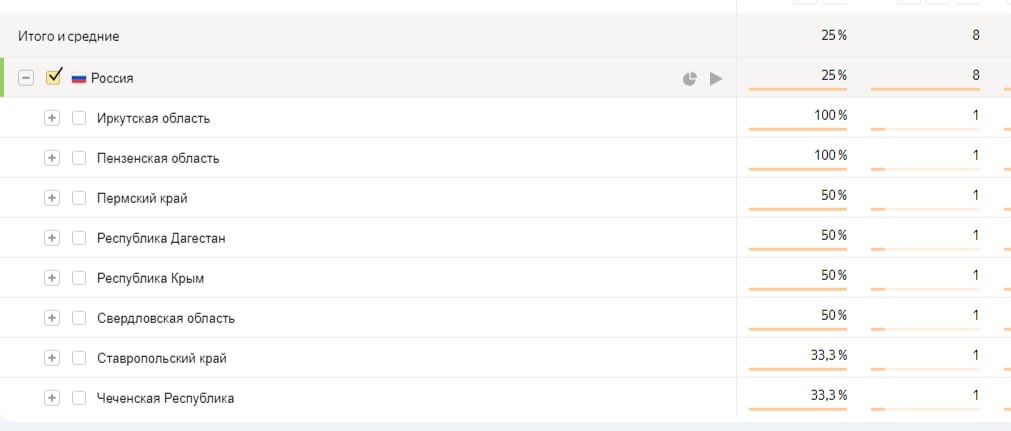 Итого и средние 25 % 8
Россия 25 % 8
Иркутская область 100 % 1
Пензенская область 100 % 1
Пермский край 50 % 1
Республика Дагестан 50 % 1
Республика Крым 50 % 1
Свердловская область 50 % 1
Ставропольский край 33,3 % 1
Чеченская Республика 33,3 % 1